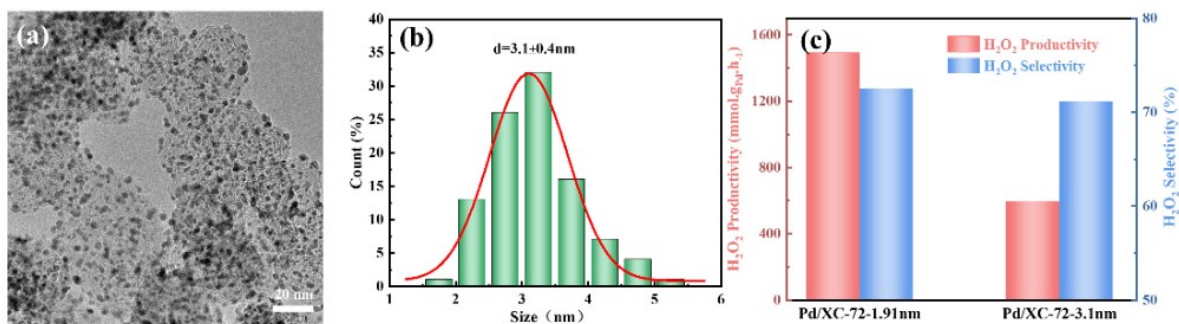 (a)
20 nm
(b)
d=3.1±0.4nm
Count (%)
40
35
30
25
20
15
10
5
0
1 2 3 4 5 6
Size（nm）
(c)
H₂O₂ Productivity (mmol.g_Pd.h⁻¹)
1600
1200
800
400
0
H₂O₂ Productivity
H₂O₂ Selectivity
80
70
60
50
H₂O₂ Selectivity (%)
Pd/XC-72-1.91nm Pd/XC-72-3.1nm